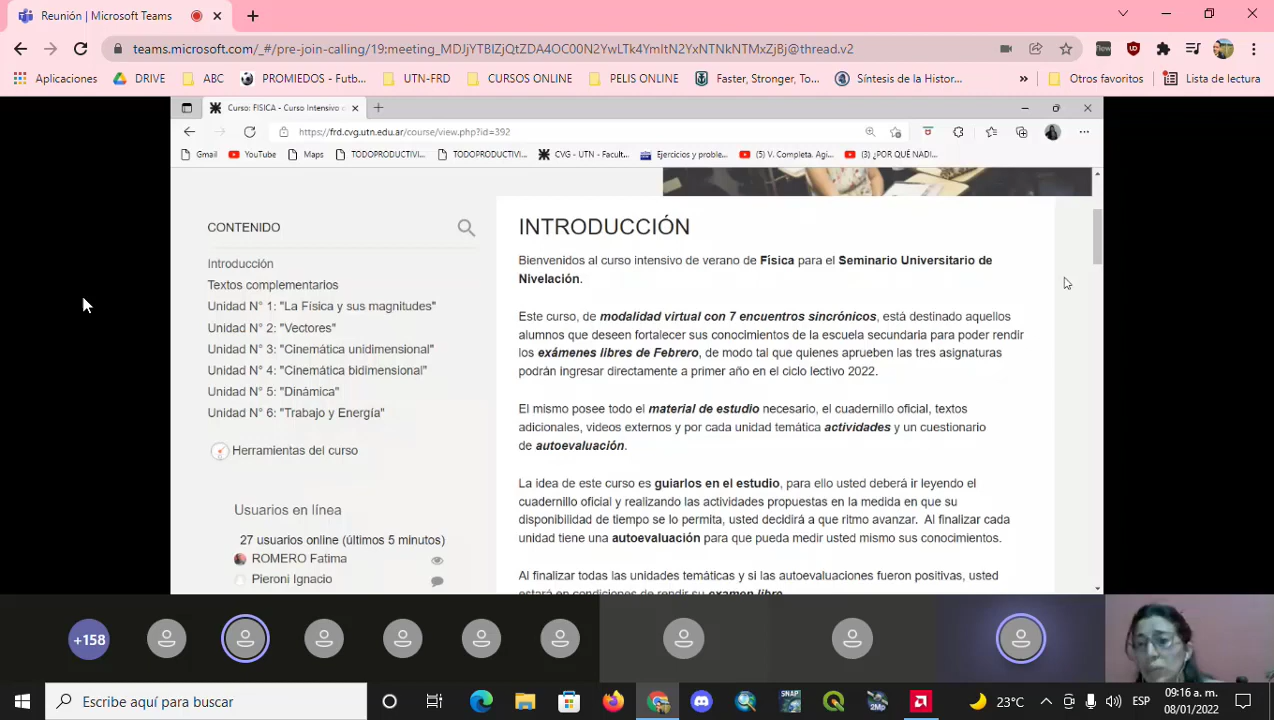 Reunión | Microsoft Teams
teams.microsoft.com/_#/pre-join-calling/19:meeting_MDJjYTBlZjQtZDA4OC00N2YwLTk4YmItN2YxNTNkNTMxZjBj@thread.v2
Aplicaciones DRIVE ABC PROMIEDOS - Futb... UTN-FRD CURSOS ONLINE PELIS ONLINE Faster, Stronger, To... Síntesis de la Histor... » Otros favoritos Lista de lectura
Curso: FISICA - Curso Intensivo
https://frd.cvg.utn.edu.ar/course/view.php?id=392
Gmail YouTube Maps TODOPRODUCTIVI... TODOPRODUCTIVI... CVG - UTN - Facult... Ejercicios y proble... (5) V. Completa. Agi... (3) ¿POR QUÉ NADI...
CONTENIDO
Introducción
Textos complementarios
Unidad N° 1: "La Física y sus magnitudes"
Unidad N° 2: "Vectores"
Unidad N° 3: "Cinemática unidimensional"
Unidad N° 4: "Cinemática bidimensional"
Unidad N° 5: "Dinámica"
Unidad N° 6: "Trabajo y Energía"
Herramientas del curso
Usuarios en línea
27 usuarios online (últimos 5 minutos)
ROMERO Fatima
Pieroni Ignacio
INTRODUCCIÓN
Bienvenidos al curso intensivo de verano de Física para el Seminario Universitario de
Nivelación.
Este curso, de modalidad virtual con 7 encuentros sincrónicos, está destinado aquellos
alumnos que deseen fortalecer sus conocimientos de la escuela secundaria para poder rendir
los exámenes libres de Febrero, de modo tal que quienes aprueben las tres asignaturas
podrán ingresar directamente a primer año en el ciclo lectivo 2022.
El mismo posee todo el material de estudio necesario, el cuadernillo oficial, textos
adicionales, videos externos y por cada unidad temática actividades y un cuestionario
de autoevaluación.
La idea de este curso es guiarlos en el estudio, para ello usted deberá ir leyendo el
cuadernillo oficial y realizando las actividades propuestas en la medida en que su
disponibilidad de tiempo se lo permita, usted decidirá a que ritmo avanzar. Al finalizar cada
unidad tiene una autoevaluación para que pueda medir usted mismo sus conocimientos.
Al finalizar todas las unidades temáticas y si las autoevaluaciones fueron positivas, usted
estará en condiciones de rendir su examen libre
+158
Escribe aquí para buscar
SNAP
2Mp
23°C
ESP
09:16 a. m.
08/01/2022